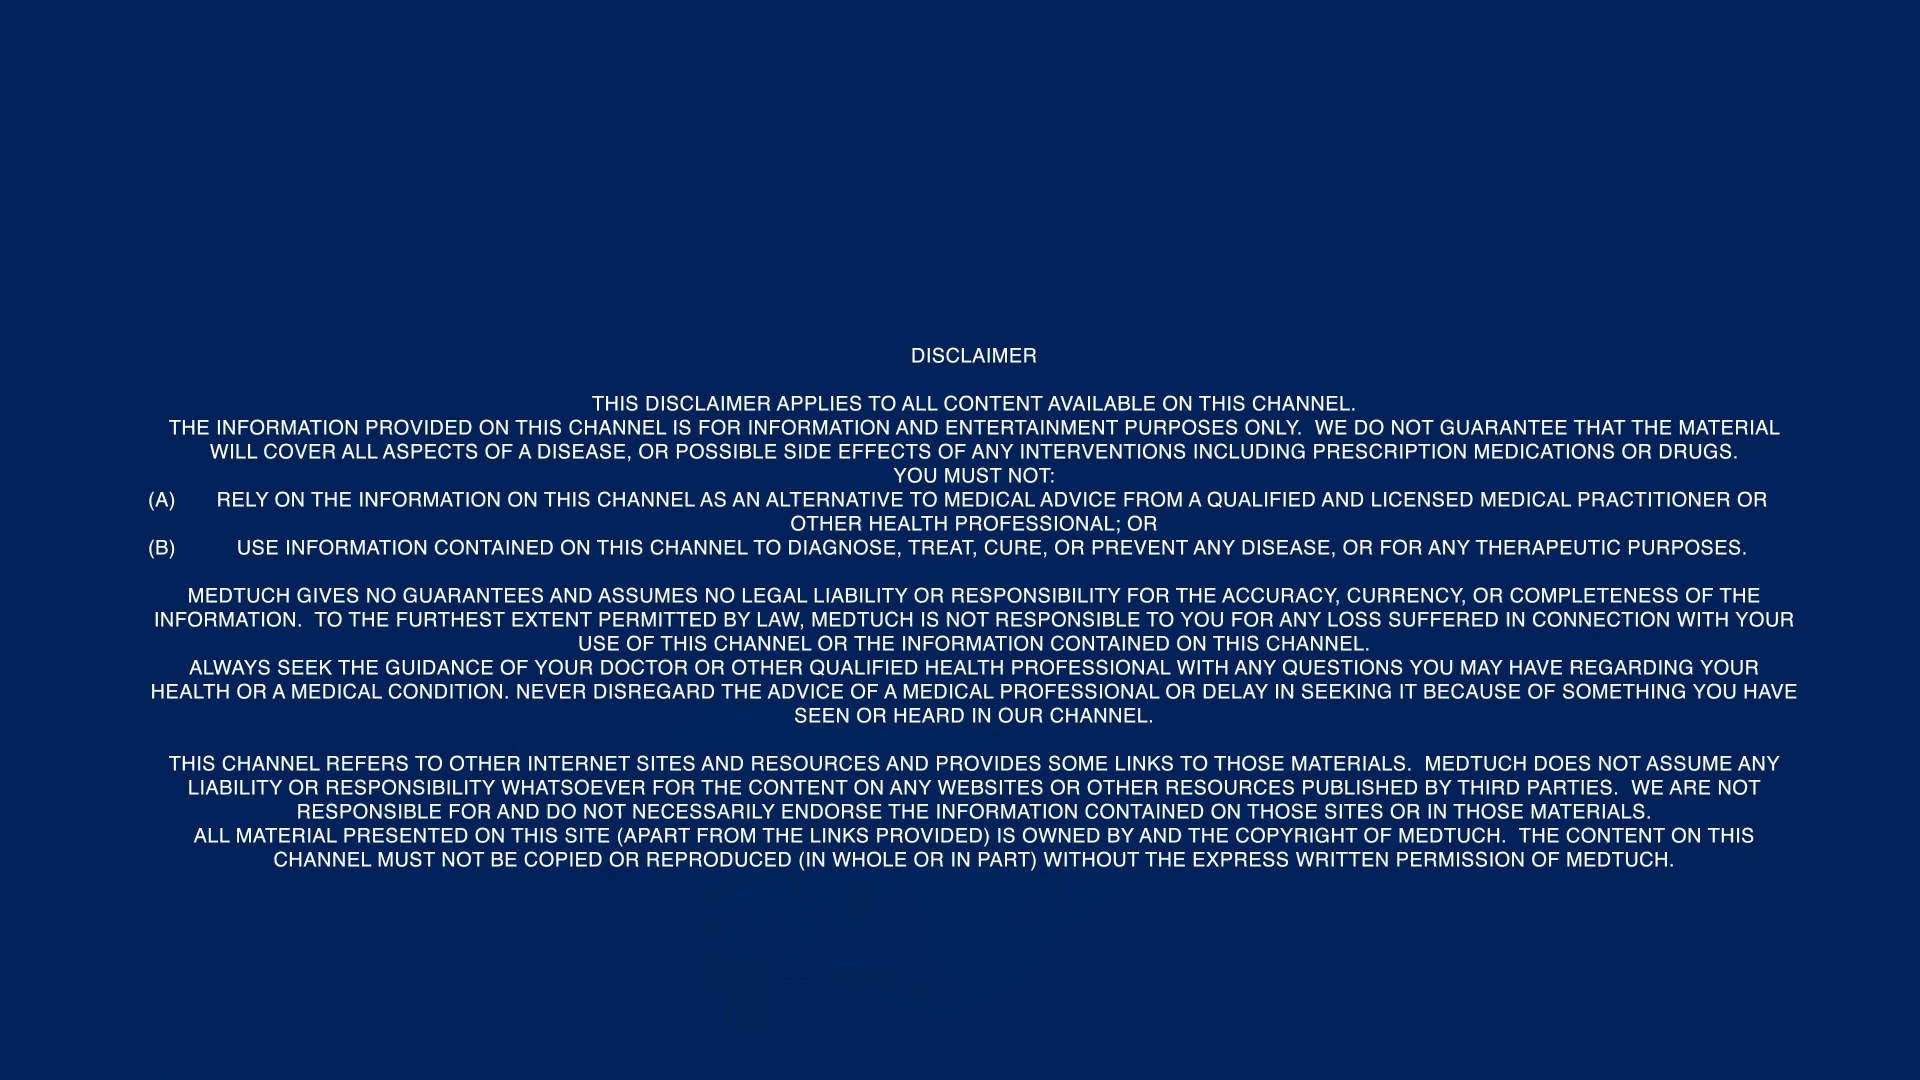 DISCLAIMER
THIS DISCLAIMER APPLIES TO ALL CONTENT AVAILABLE ON THIS CHANNEL.
THE INFORMATION PROVIDED ON THIS CHANNEL IS FOR INFORMATION AND ENTERTAINMENT PURPOSES ONLY.  WE DO NOT GUARANTEE THAT THE MATERIAL
WILL COVER ALL ASPECTS OF A DISEASE, OR POSSIBLE SIDE EFFECTS OF ANY INTERVENTIONS INCLUDING PRESCRIPTION MEDICATIONS OR DRUGS.
YOU MUST NOT:
(A) RELY ON THE INFORMATION ON THIS CHANNEL AS AN ALTERNATIVE TO MEDICAL ADVICE FROM A QUALIFIED AND LICENSED MEDICAL PRACTITIONER OR
OTHER HEALTH PROFESSIONAL; OR
(B) USE INFORMATION CONTAINED ON THIS CHANNEL TO DIAGNOSE, TREAT, CURE, OR PREVENT ANY DISEASE, OR FOR ANY THERAPEUTIC PURPOSES.
MEDTUCH GIVES NO GUARANTEES AND ASSUMES NO LEGAL LIABILITY OR RESPONSIBILITY FOR THE ACCURACY, CURRENCY, OR COMPLETENESS OF THE
INFORMATION.  TO THE FURTHEST EXTENT PERMITTED BY LAW, MEDTUCH IS NOT RESPONSIBLE TO YOU FOR ANY LOSS SUFFERED IN CONNECTION WITH YOUR
USE OF THIS CHANNEL OR THE INFORMATION CONTAINED ON THIS CHANNEL.
ALWAYS SEEK THE GUIDANCE OF YOUR DOCTOR OR OTHER QUALIFIED HEALTH PROFESSIONAL WITH ANY QUESTIONS YOU MAY HAVE REGARDING YOUR
HEALTH OR A MEDICAL CONDITION. NEVER DISREGARD THE ADVICE OF A MEDICAL PROFESSIONAL OR DELAY IN SEEKING IT BECAUSE OF SOMETHING YOU HAVE
SEEN OR HEARD IN OUR CHANNEL.
THIS CHANNEL REFERS TO OTHER INTERNET SITES AND RESOURCES AND PROVIDES SOME LINKS TO THOSE MATERIALS.  MEDTUCH DOES NOT ASSUME ANY
LIABILITY OR RESPONSIBILITY WHATSOEVER FOR THE CONTENT ON ANY WEBSITES OR OTHER RESOURCES PUBLISHED BY THIRD PARTIES.  WE ARE NOT
RESPONSIBLE FOR AND DO NOT NECESSARILY ENDORSE THE INFORMATION CONTAINED ON THOSE SITES OR IN THOSE MATERIALS.
ALL MATERIAL PRESENTED ON THIS SITE (APART FROM THE LINKS PROVIDED) IS OWNED BY AND THE COPYRIGHT OF MEDTUCH.  THE CONTENT ON THIS
CHANNEL MUST NOT BE COPIED OR REPRODUCED (IN WHOLE OR IN PART) WITHOUT THE EXPRESS WRITTEN PERMISSION OF MEDTUCH.